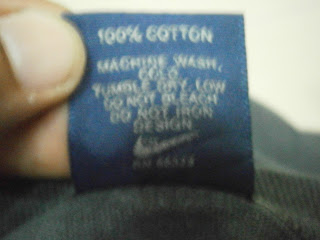 100% COTTON
MACHINE WASH,
COLD.
TUMBLE DRY, LOW
DO NOT BLEACH
DO NOT IRON
DESIGN